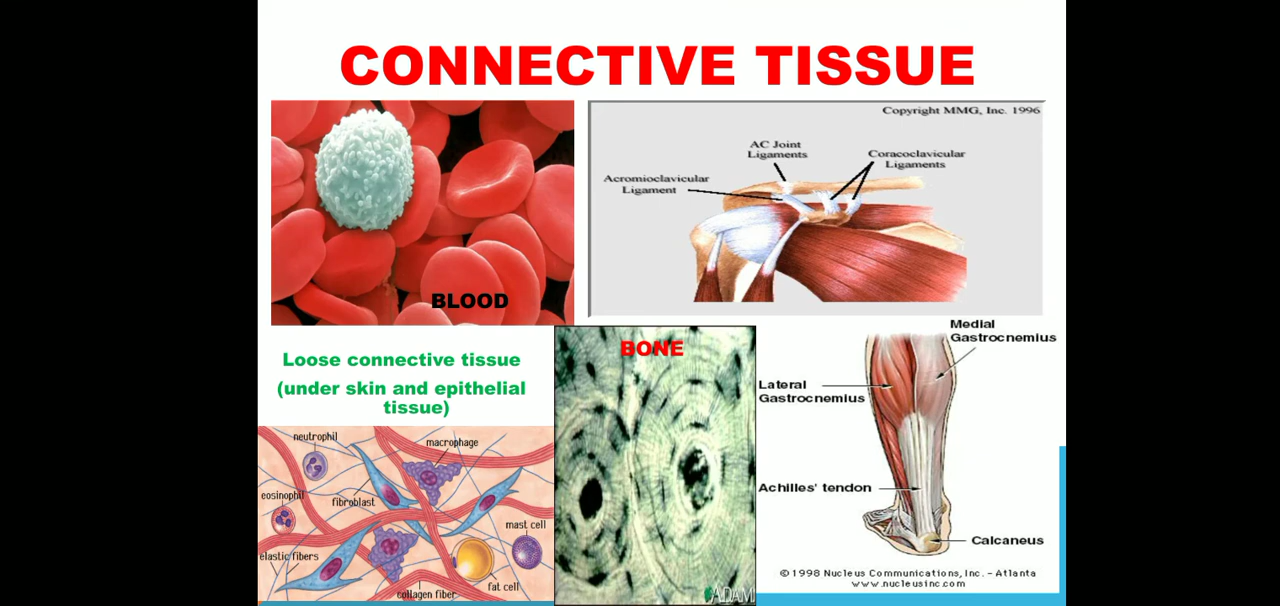 CONNECTIVE TISSUE
BLOOD
Copyright MMG, Inc. 1996
AC Joint
Ligaments
Coracoclavicular
Ligaments
Acromioclavicular
Ligament
Loose connective tissue
(under skin and epithelial
tissue)
neutrophil
macrophage
eosinophil
fibroblast
mast cell
elastic fibers
fat cell
collagen fiber
BONE
ADAM
Medial
Gastrocnemius
Lateral
Gastrocnemius
Achilles' tendon
Calcaneus
© 1998 Nucleus Communications, Inc. - Atlanta
www.nucleusinc.com